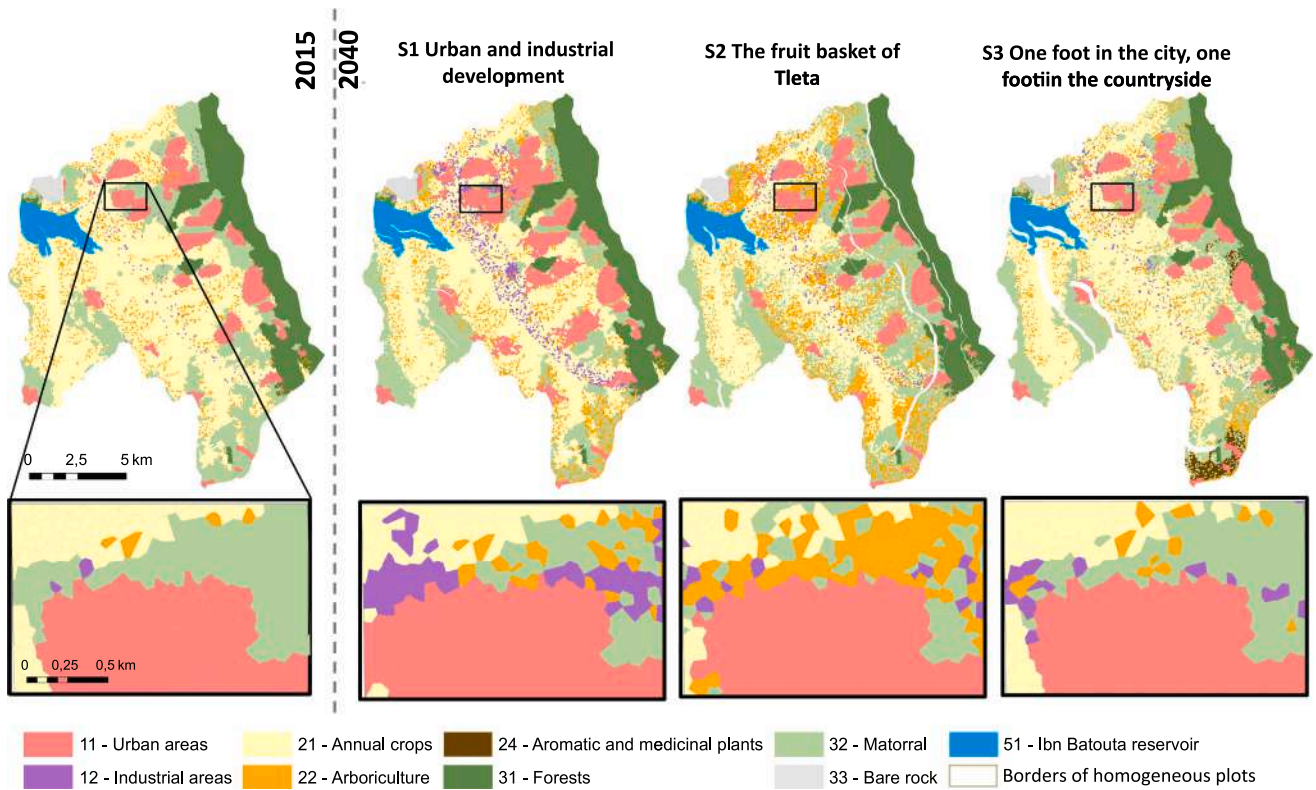 2015
2040
S1 Urban and industrial
development
S2 The fruit basket of
Tleta
S3 One foot in the city, one
footiin the countryside
0 2,5 5 km
0 0,25 0,5 km
11 - Urban areas
21 - Annual crops
24 - Aromatic and medicinal plants
32 - Matorral
51 - Ibn Batouta reservoir
12 - Industrial areas
22 - Arboriculture
31 - Forests
33 - Bare rock
Borders of homogeneous plots